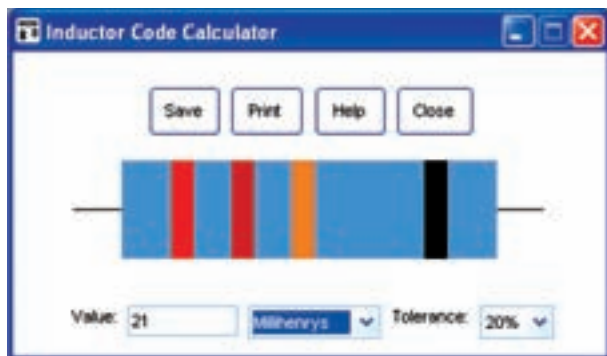 Inductor Code Calculator
Save Print Help Close
Value: 21 Millihenrys Tolerance: 20%